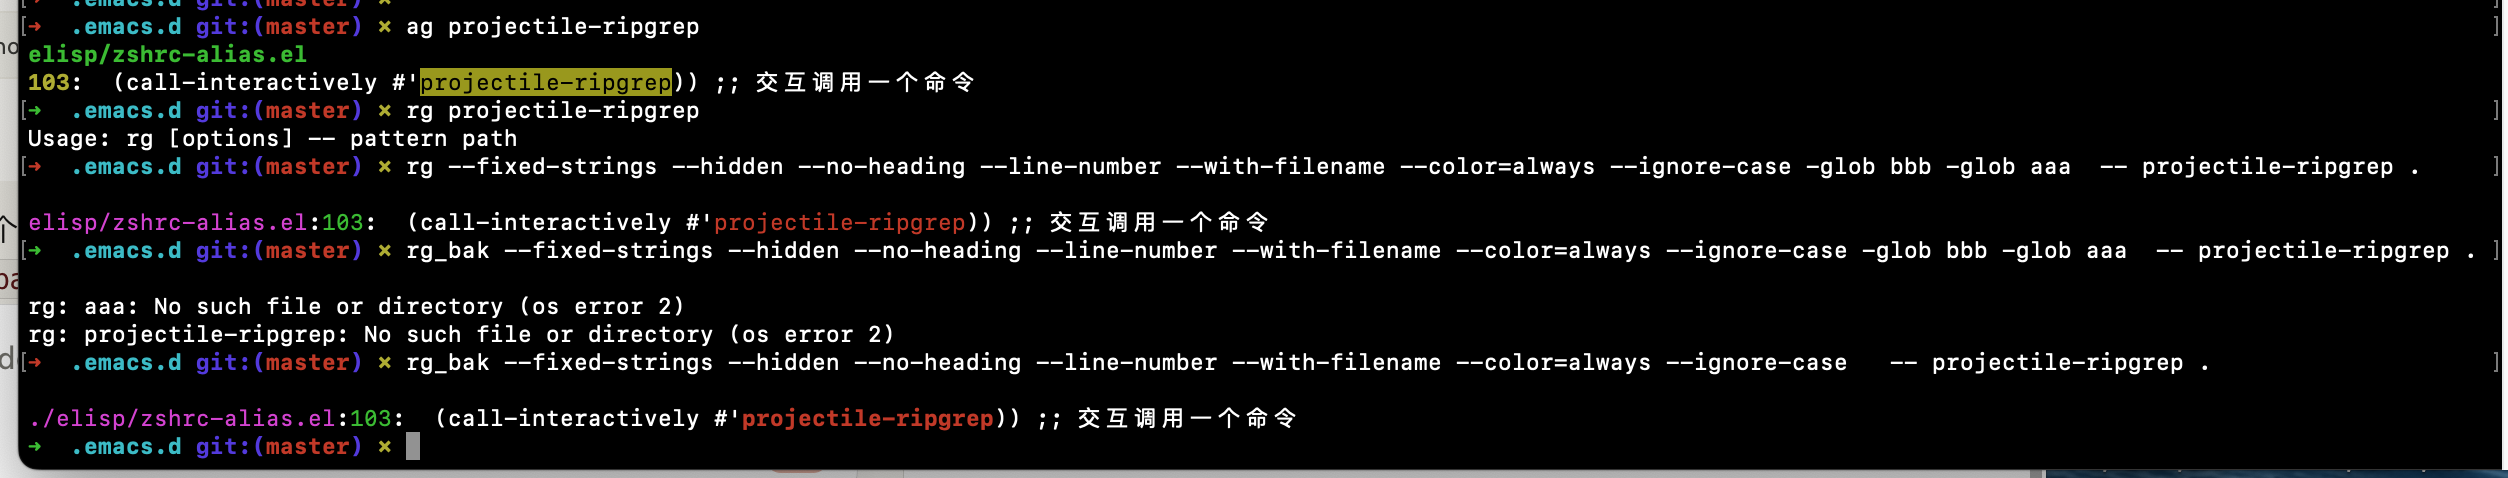 → .emacs.d git:(master) × ag projectile-ripgrep
elisp/zshrc-alias.el
103:  (call-interactively #'projectile-ripgrep)) ;; 交互调用一个命令
→ .emacs.d git:(master) × rg projectile-ripgrep
Usage: rg [options] -- pattern path
→ .emacs.d git:(master) × rg --fixed-strings --hidden --no-heading --line-number --with-filename --color=always --ignore-case -glob bbb -glob aaa  -- projectile-ripgrep .
elisp/zshrc-alias.el:103:  (call-interactively #'projectile-ripgrep)) ;; 交互调用一个命令
→ .emacs.d git:(master) × rg_bak --fixed-strings --hidden --no-heading --line-number --with-filename --color=always --ignore-case -glob bbb -glob aaa  -- projectile-ripgrep .
rg: aaa: No such file or directory (os error 2)
rg: projectile-ripgrep: No such file or directory (os error 2)
→ .emacs.d git:(master) × rg_bak --fixed-strings --hidden --no-heading --line-number --with-filename --color=always --ignore-case   -- projectile-ripgrep .
./elisp/zshrc-alias.el:103:  (call-interactively #'projectile-ripgrep)) ;; 交互调用一个命令
→ .emacs.d git:(master) ×